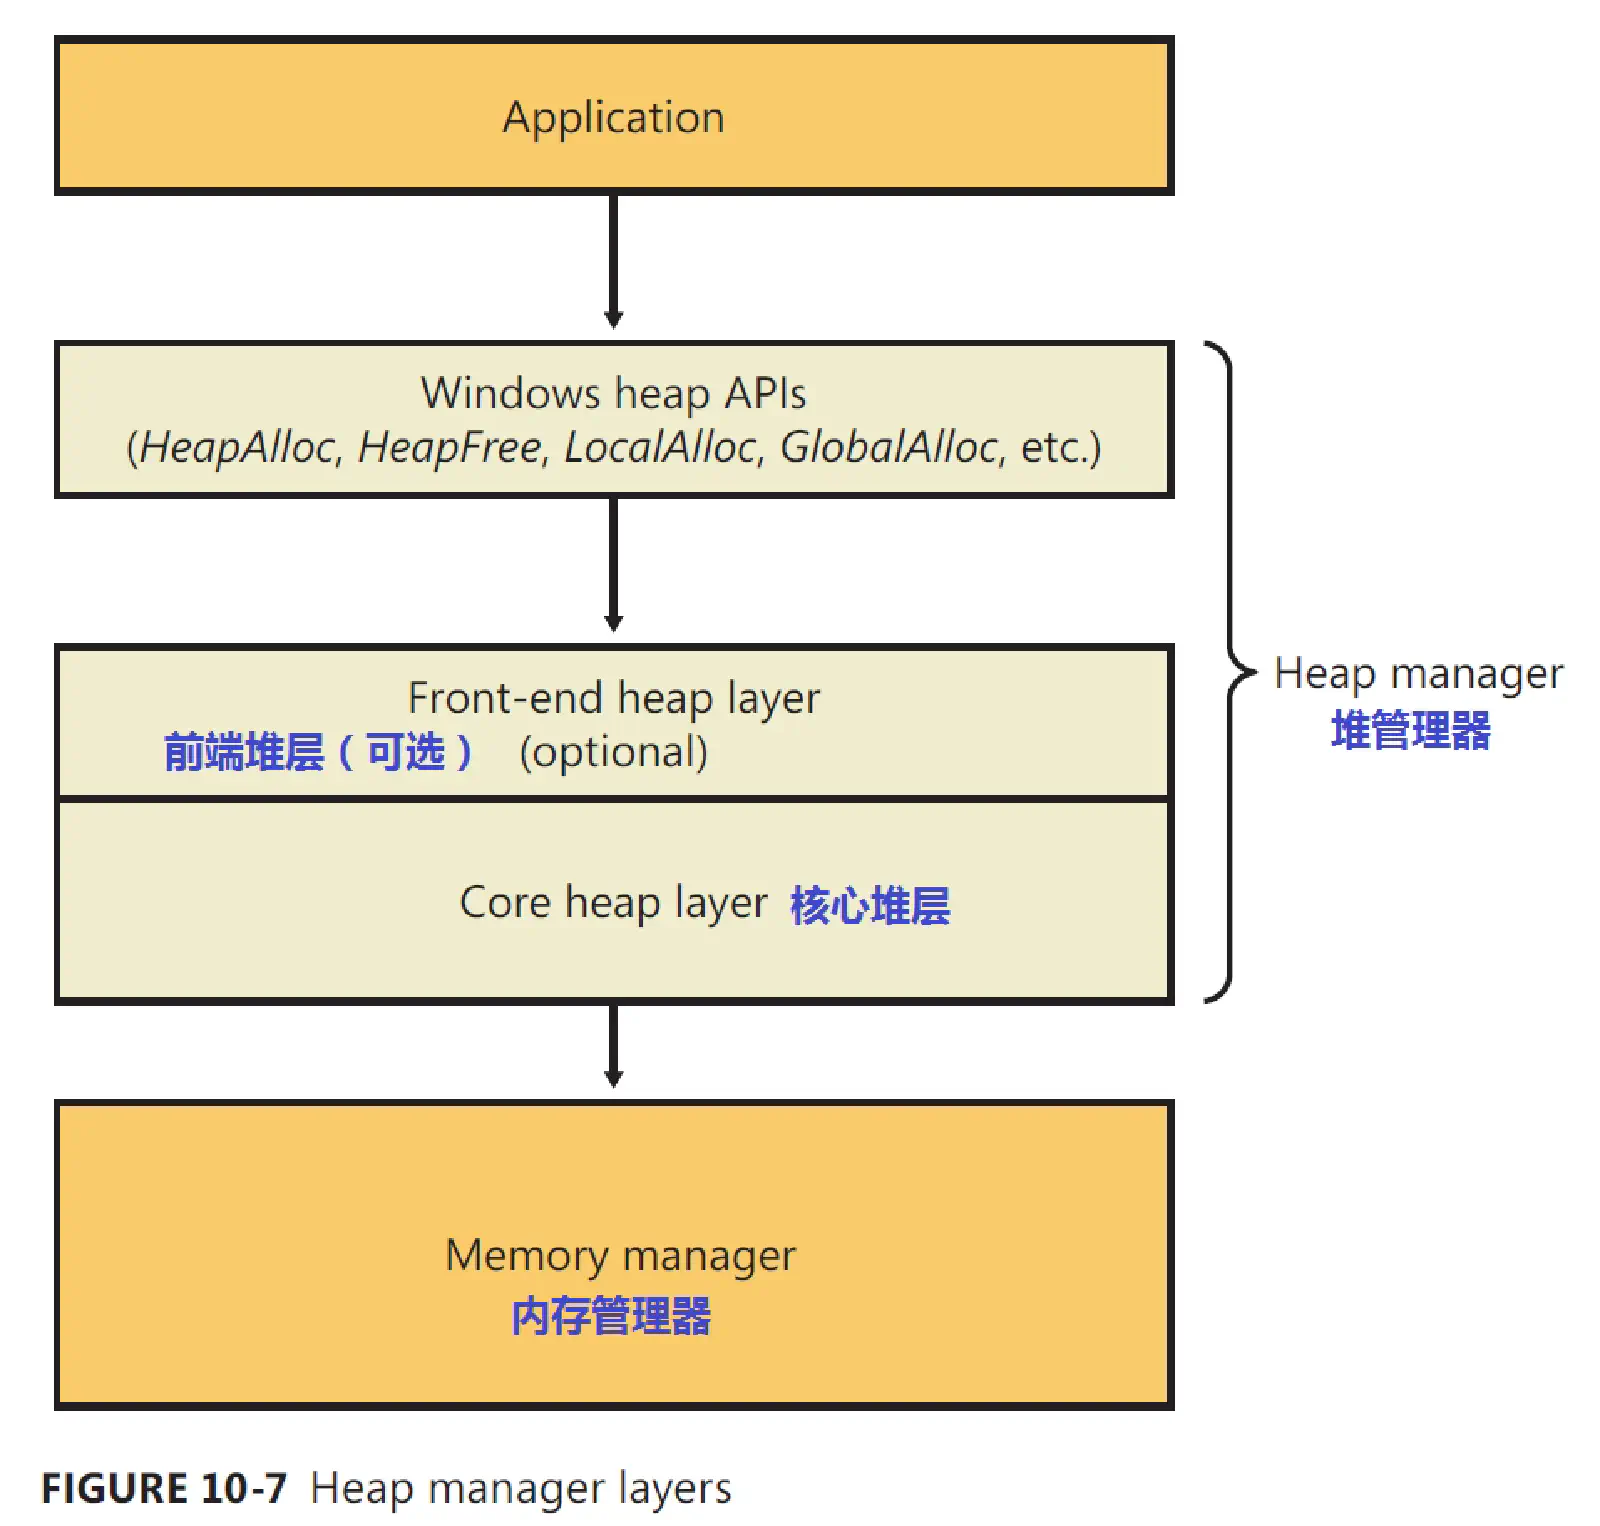 Application
Windows heap APIs
(HeapAlloc, HeapFree, LocalAlloc, GlobalAlloc, etc.)
Front-end heap layer
前端堆层（可选） (optional)
Heap manager
堆管理器
Core heap layer 核心堆层
Memory manager
内存管理器
FIGURE 10-7 Heap manager layers